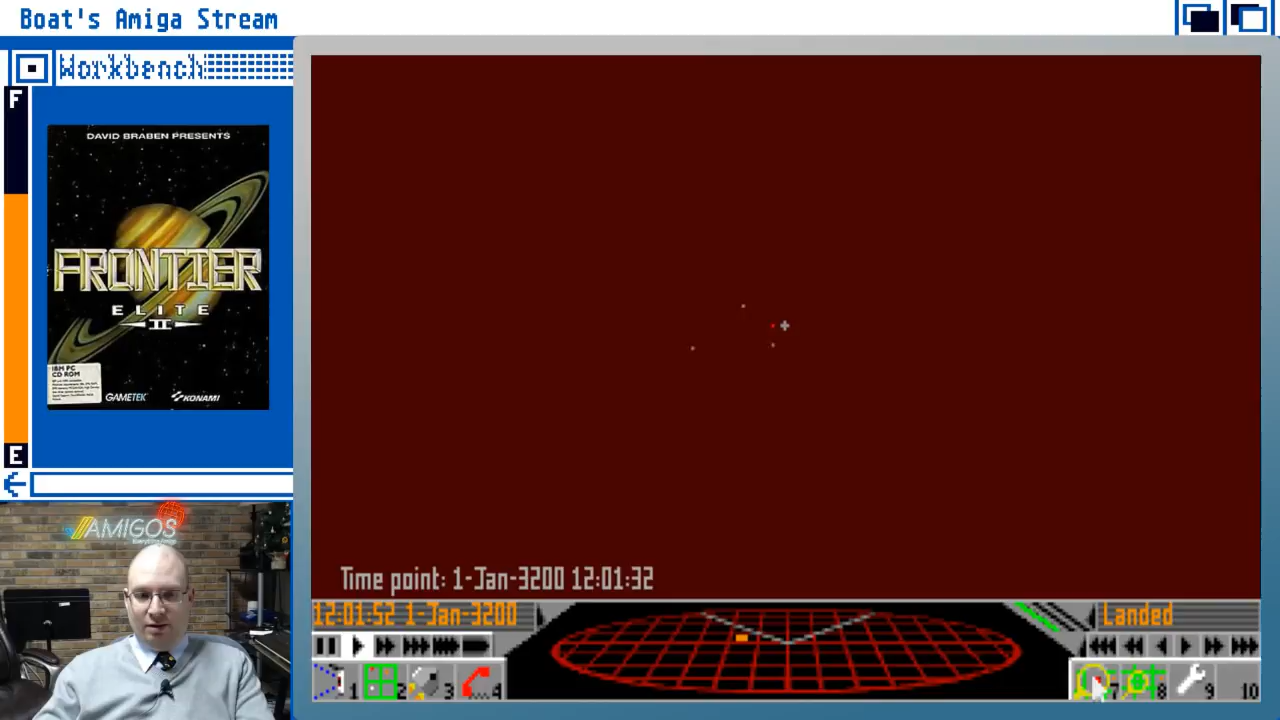 Boat's Amiga Stream
Workbench
F
DAVID BRABEN PRESENTS
FRONTIER
ELITE
II
IBM PC
CD ROM
GAMETEK
KONAMI
E
AMIGOS
Time point: 1-Jan-3200 12:01:32
12:01:52 1-Jan-3200
Landed
1 2 3 4
7 8 9 10